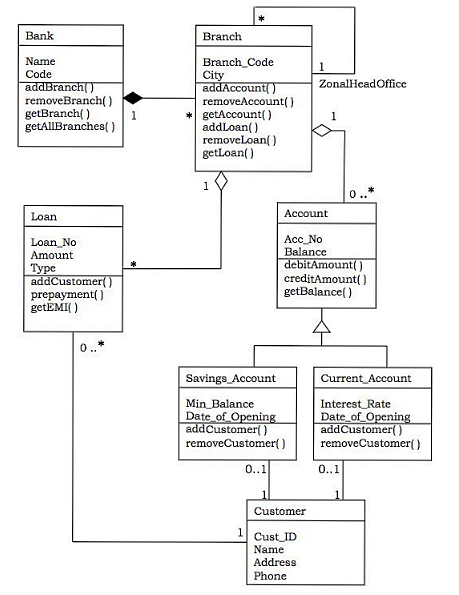 Bank
Name
Code
addBranch()
removeBranch()
getBranch()
getAllBranches()
1
*
Branch
Branch_Code
City
addAccount()
removeAccount()
getAccount()
addLoan()
removeLoan()
getLoan()
*
1
ZonalHeadOffice
1
0..*
1
*
Loan
Loan_No
Amount
Type
addCustomer()
prepayment()
getEMI()
0..*
Account
Acc_No
Balance
debitAmount()
creditAmount()
getBalance()
Savings_Account
Min_Balance
Date_of_Opening
addCustomer()
removeCustomer()
Current_Account
Interest_Rate
Date_of_Opening
addCustomer()
removeCustomer()
0..1
0..1
1
1
1
Customer
Cust_ID
Name
Address
Phone